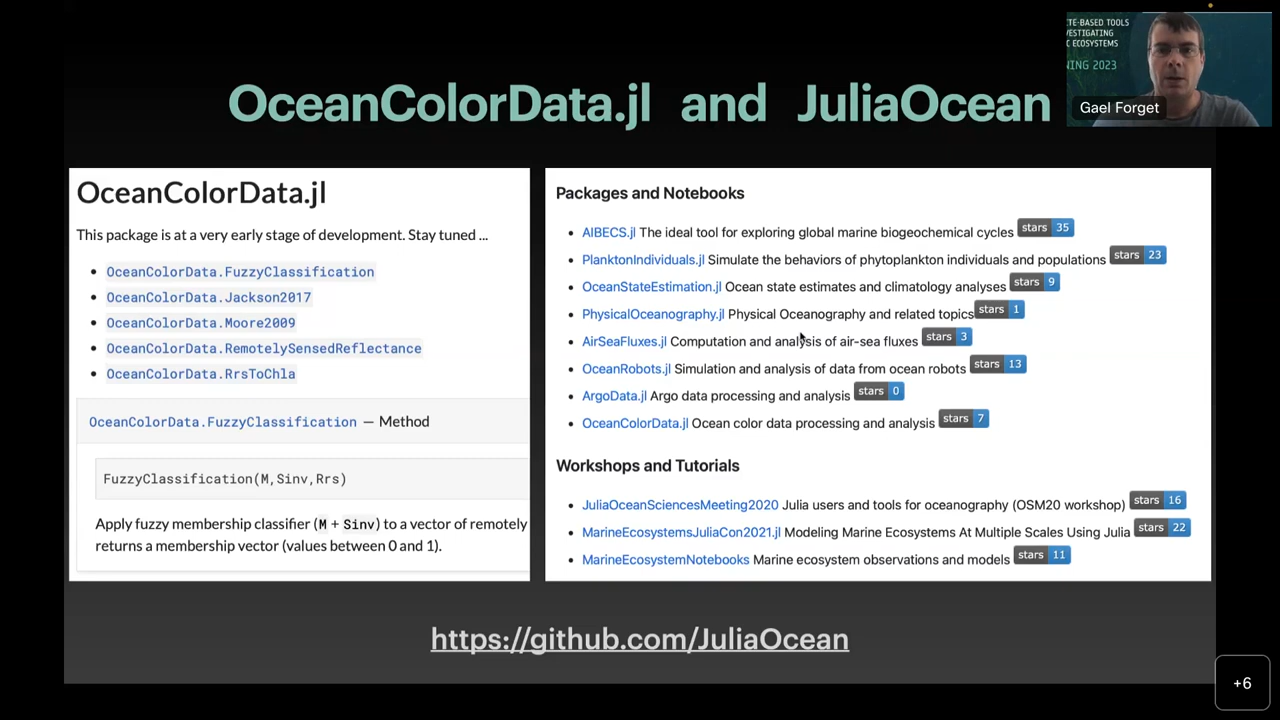 OceanColorData.jl and JuliaOcean
TE-BASED TOOLS
VESTIGATING
C ECOSYSTEMS
NING 2023
Gael Forget
OceanColorData.jl
This package is at a very early stage of development. Stay tuned ...
OceanColorData.FuzzyClassification
OceanColorData.Jackson2017
OceanColorData.Moore2009
OceanColorData.RemotelySensedReflectance
OceanColorData.RrsToChla
OceanColorData.FuzzyClassification — Method
FuzzyClassification(M,Sinv,Rrs)
Apply fuzzy membership classifier (M + Sinv) to a vector of remotely
returns a membership vector (values between 0 and 1).
Packages and Notebooks
AIBECS.jl The ideal tool for exploring global marine biogeochemical cycles stars 35
PlanktonIndividuals.jl Simulate the behaviors of phytoplankton individuals and populations stars 23
OceanStateEstimation.jl Ocean state estimates and climatology analyses stars 9
PhysicalOceanography.jl Physical Oceanography and related topics stars 1
AirSeaFluxes.jl Computation and analysis of air-sea fluxes stars 3
OceanRobots.jl Simulation and analysis of data from ocean robots stars 13
ArgoData.jl Argo data processing and analysis stars 0
OceanColorData.jl Ocean color data processing and analysis stars 7
Workshops and Tutorials
JuliaOceanSciencesMeeting2020 Julia users and tools for oceanography (OSM20 workshop) stars 16
MarineEcosystemsJuliaCon2021.jl Modeling Marine Ecosystems At Multiple Scales Using Julia stars 22
MarineEcosystemNotebooks Marine ecosystem observations and models stars 11
https://github.com/JuliaOcean
+6